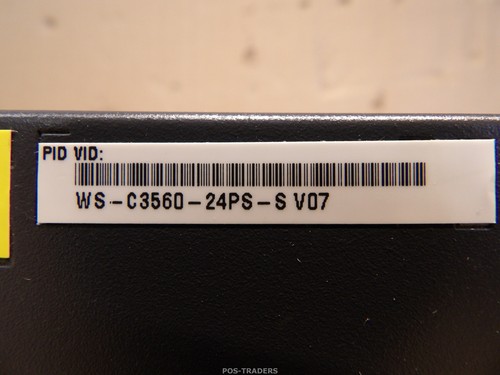 PID VID:
WS-C3560-24PS-S V07
POS-TRADERS